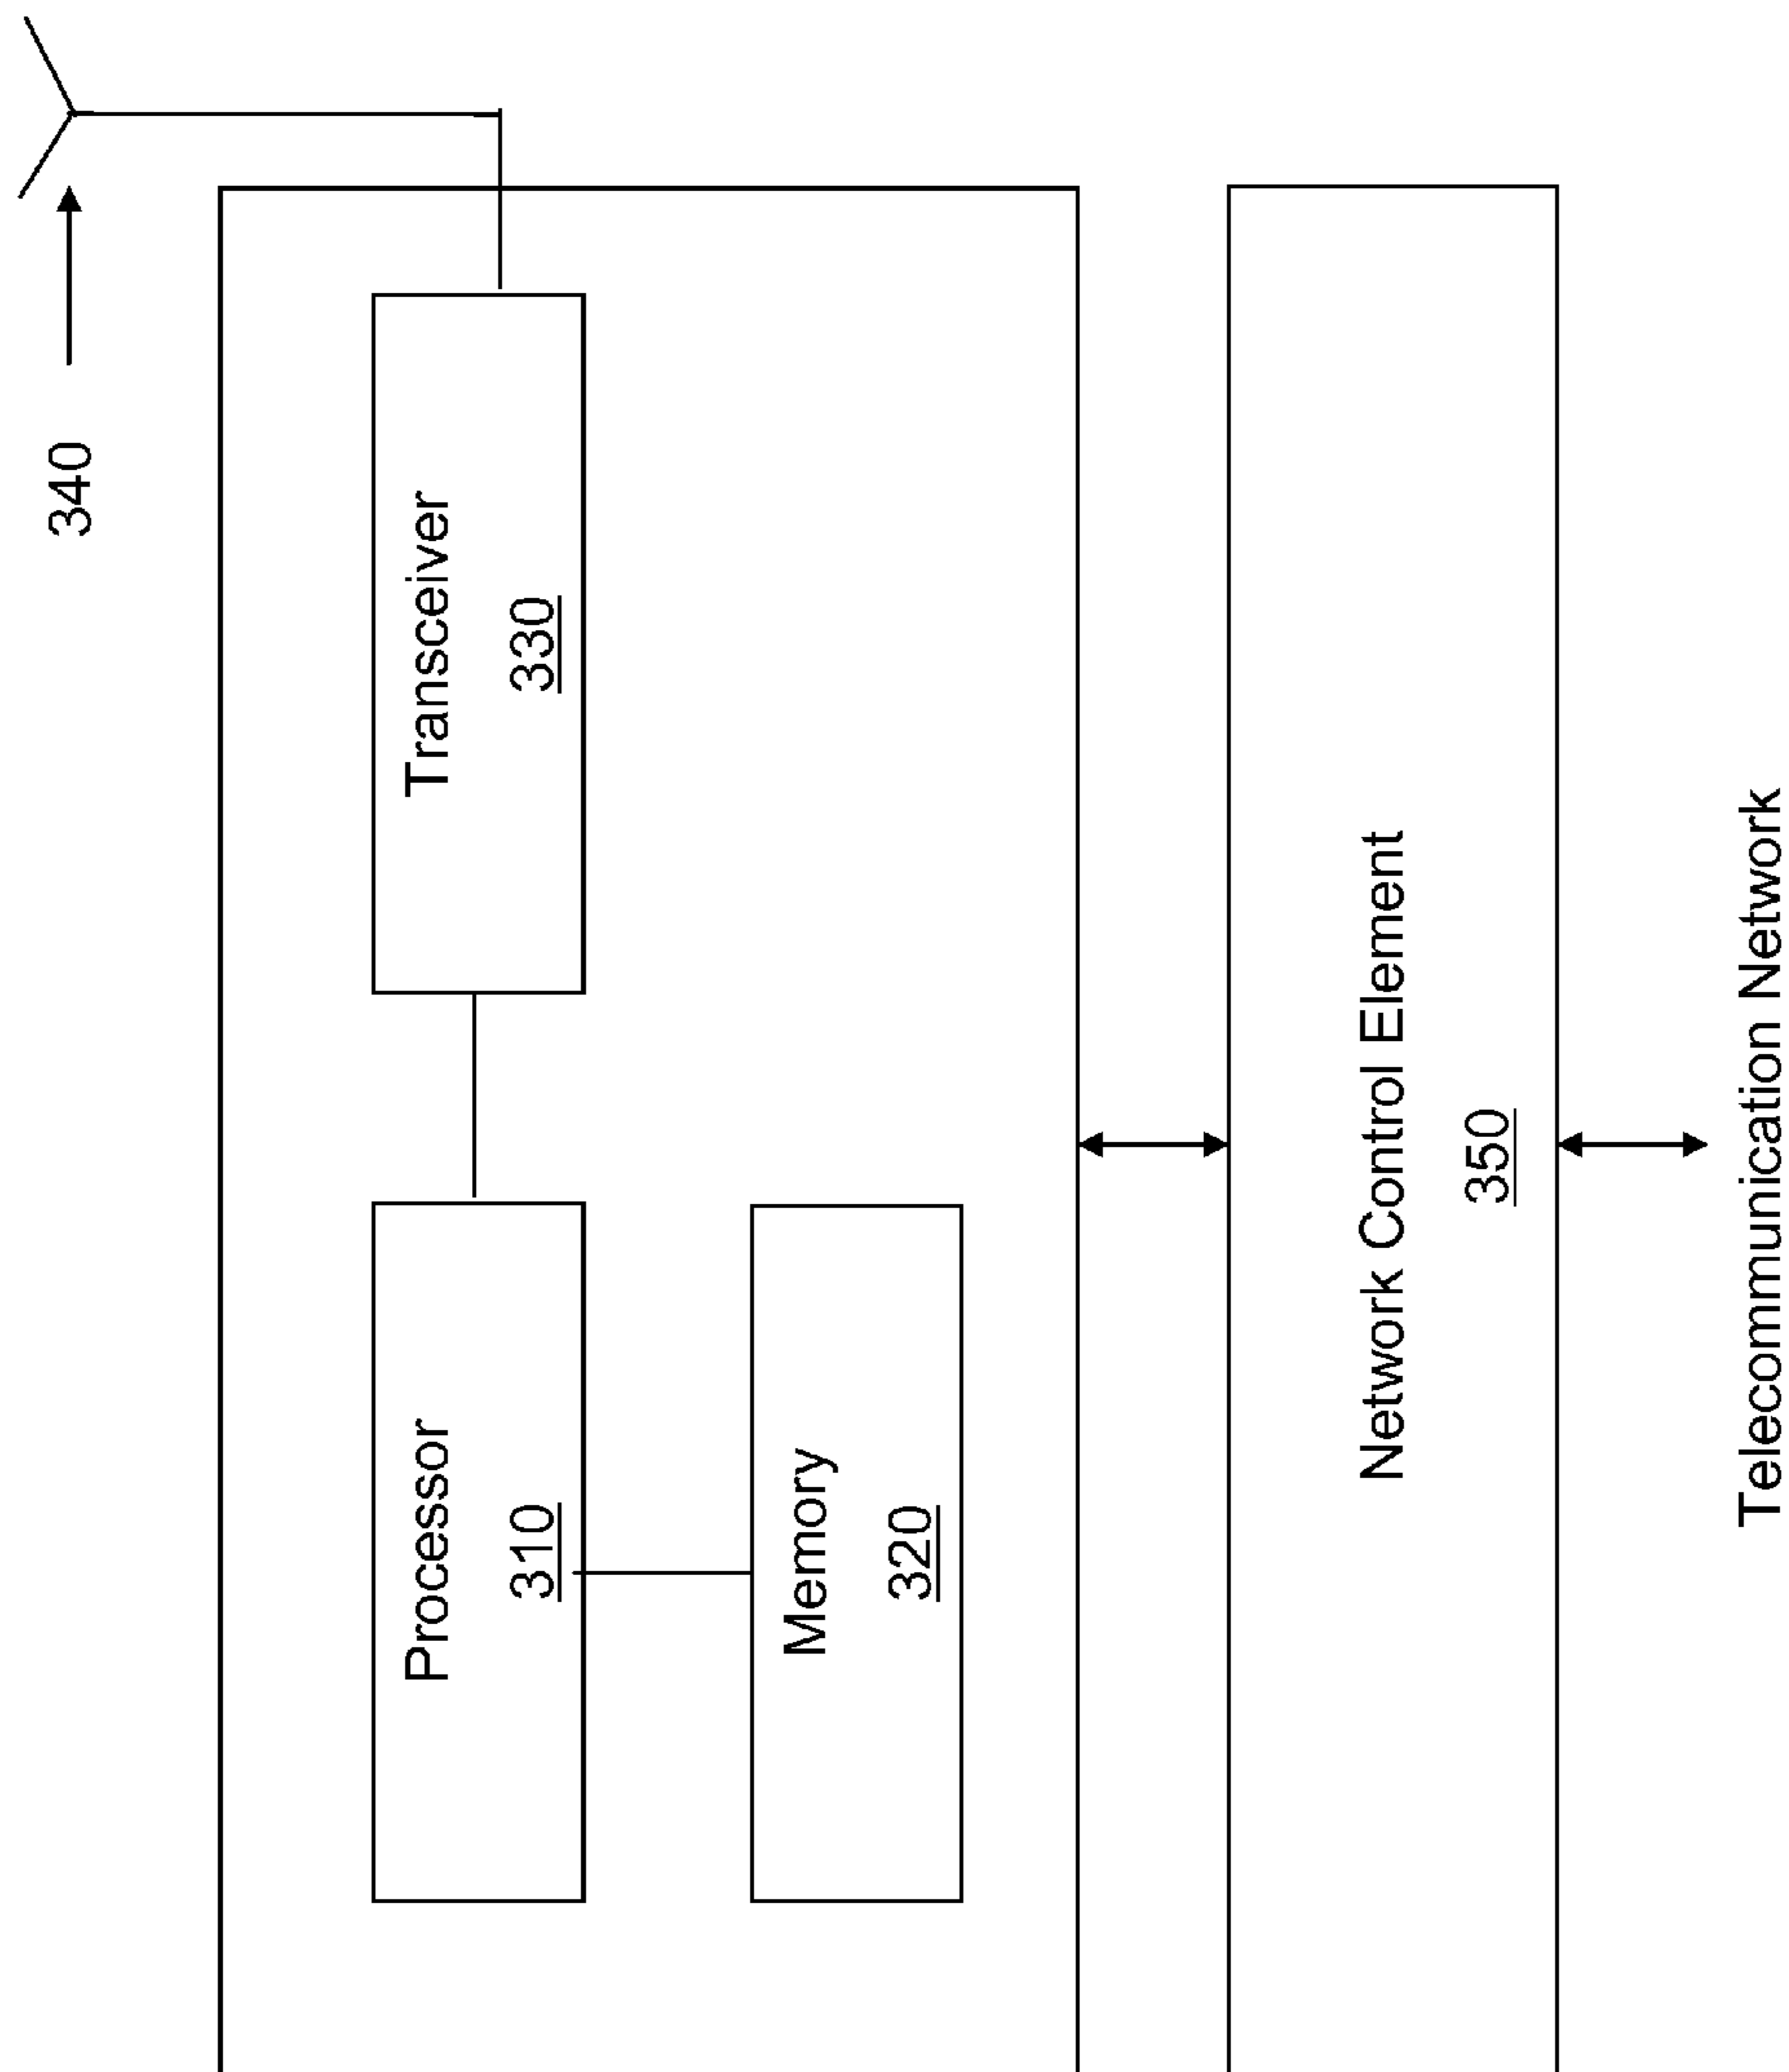 340
Processor
310
Transceiver
330
Memory
320
Network Control Element
350
Telecommunication Network